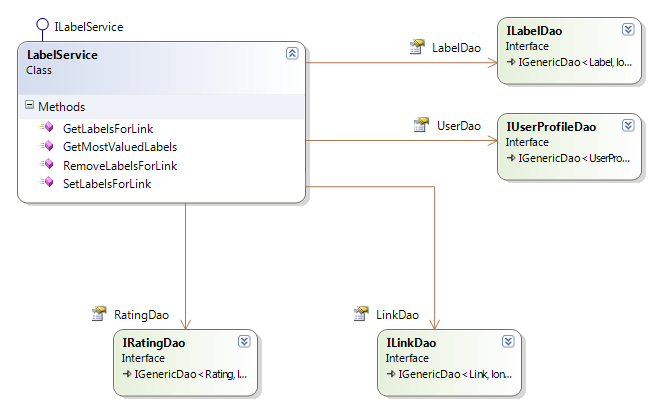 ILabelService
LabelService
Class
Methods
GetLabelsForLink
GetMostValuedLabels
RemoveLabelsForLink
SetLabelsForLink
LabelDao
ILabelDao
Interface
IGenericDao < Label, lo...
UserDao
IUserProfileDao
Interface
IGenericDao < UserPro...
RatingDao
IRatingDao
Interface
IGenericDao < Rating, l...
LinkDao
ILinkDao
Interface
IGenericDao < Link, lon...